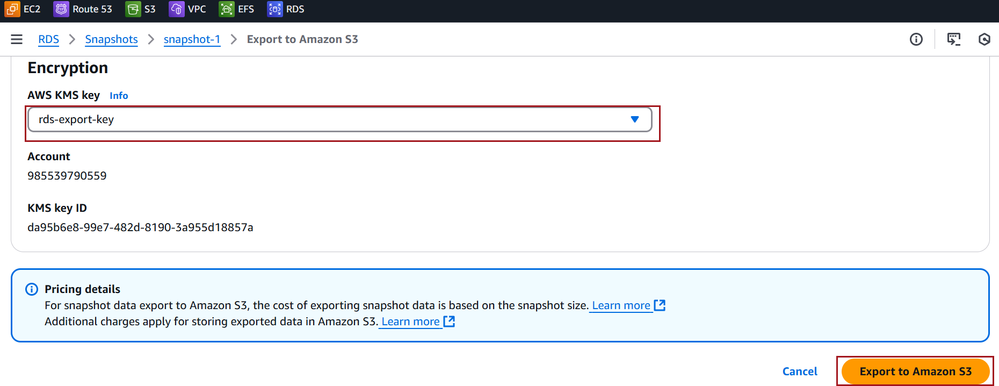 EC2 Route 53 S3 VPC EFS RDS
RDS Snapshots snapshot-1 Export to Amazon S3
Encryption
AWS KMS key Info
rds-export-key
Account
985539790559
KMS key ID
da95b6e8-99e7-482d-8190-3a955d18857a
Pricing details
For snapshot data export to Amazon S3, the cost of exporting snapshot data is based on the snapshot size. Learn more
Additional charges apply for storing exported data in Amazon S3. Learn more
Cancel Export to Amazon S3